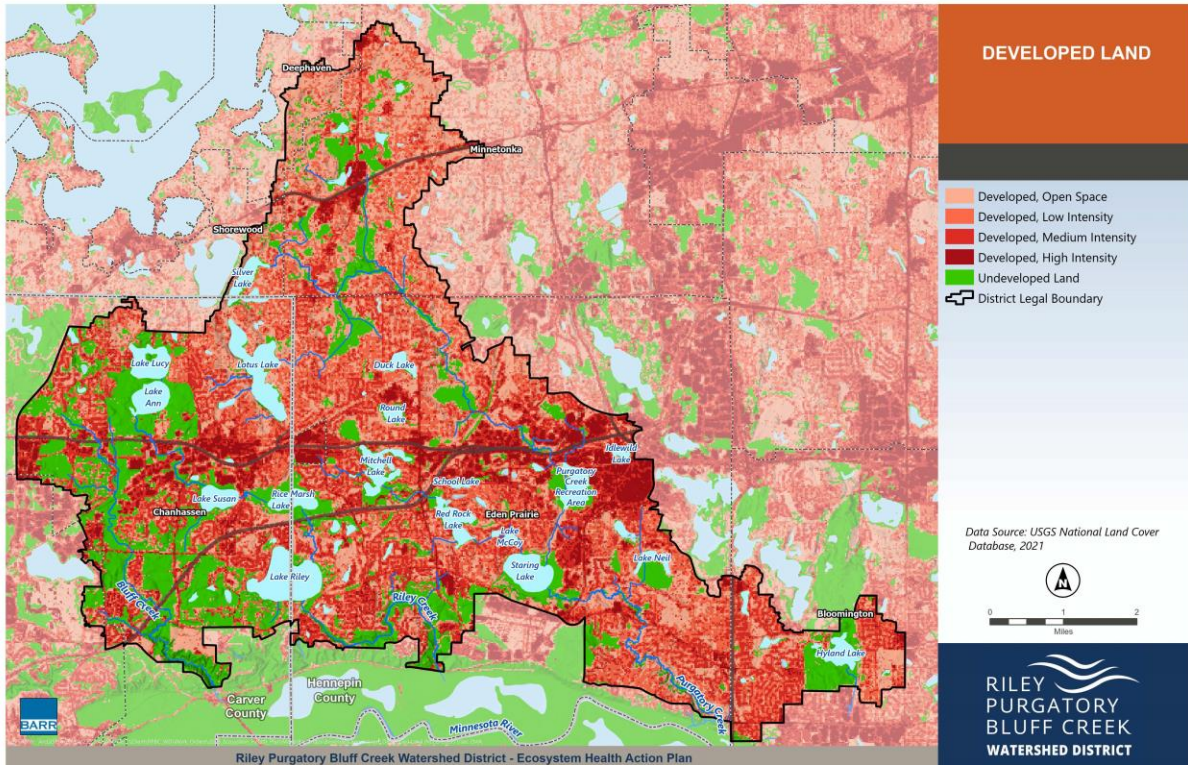 DEVELOPED LAND
Developed, Open Space
Developed, Low Intensity
Developed, Medium Intensity
Developed, High Intensity
Undeveloped Land
District Legal Boundary
Deephaven
Minnetonka
Shorewood
Silver
Lake
Lake Lucy
Lotus Lake
Duck Lake
Lake
Ann
Round
Lake
Idlewild
Lake
Mitchell
Lake
School Lake
Purgatory
Creek
Recreation
Area
Lake Susan
Rice Marsh
Lake
Chanhassen
Red Rock
Lake
Eden Prairie
Lake
McCoy
Lake Riley
Staring
Lake
Lake Neil
Bluff Creek
Riley Creek
Bloomington
Hyland Lake
Carver
County
Hennepin
County
Creek
Minnesota River
BARR
Data Source: USGS National Land Cover
Database, 2021
N
0 1 2
Miles
RILEY
PURGATORY
BLUFF CREEK
WATERSHED DISTRICT
Riley Purgatory Bluff Creek Watershed District - Ecosystem Health Action Plan